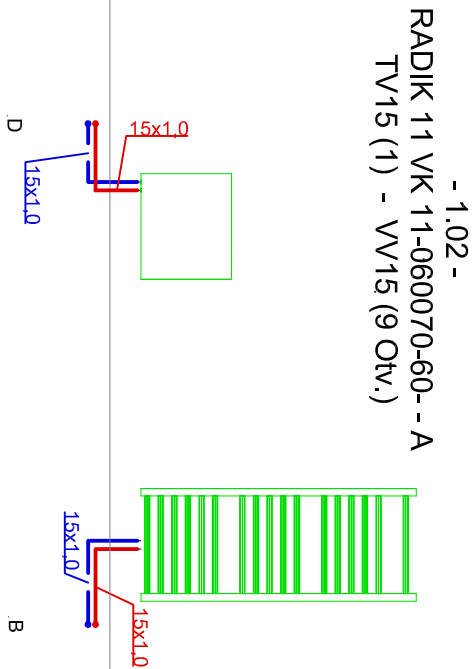 - 1.02 -
RADIK 11 VK 11-060070-60- - A
TV15 (1) - VV15 (9 Otv.)
15x1,0
15x1,0
.D
15x1,0
15x1,0
.B